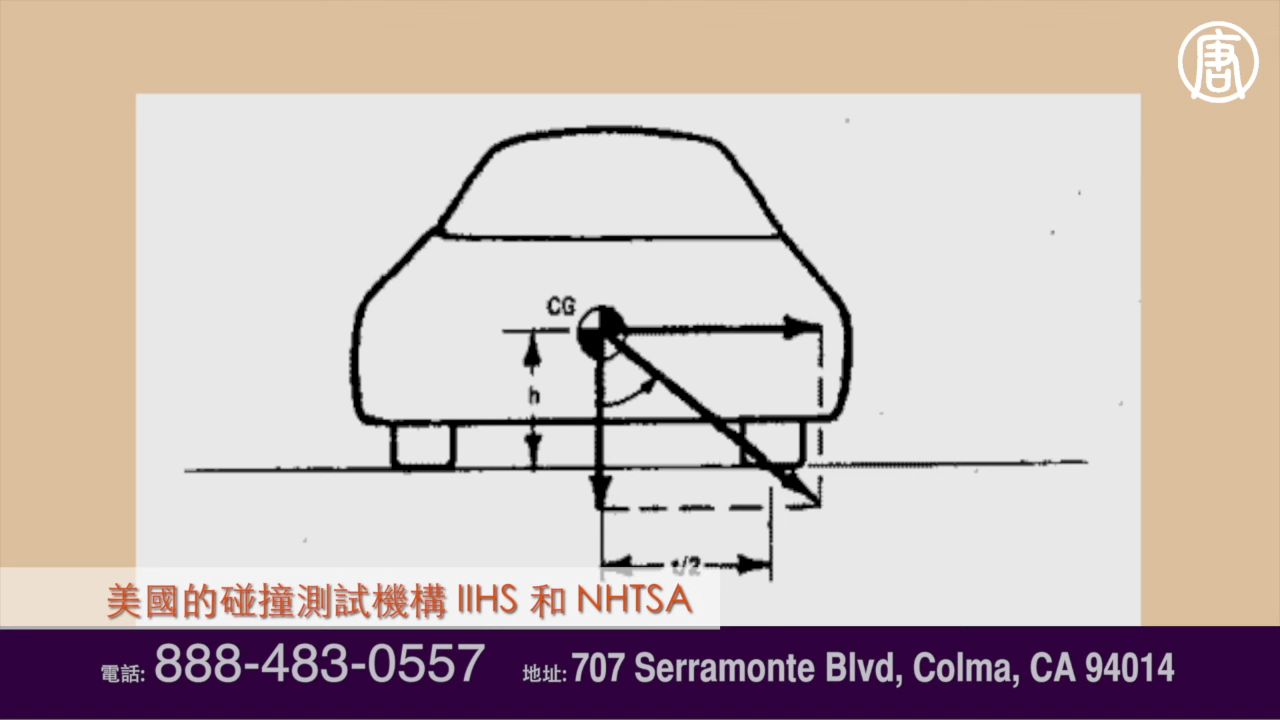 唐
CG
h
t/2
美國的碰撞測試機構 IIHS 和 NHTSA
電話: 888-483-0557 地址: 707 Serramonte Blvd, Colma, CA 94014